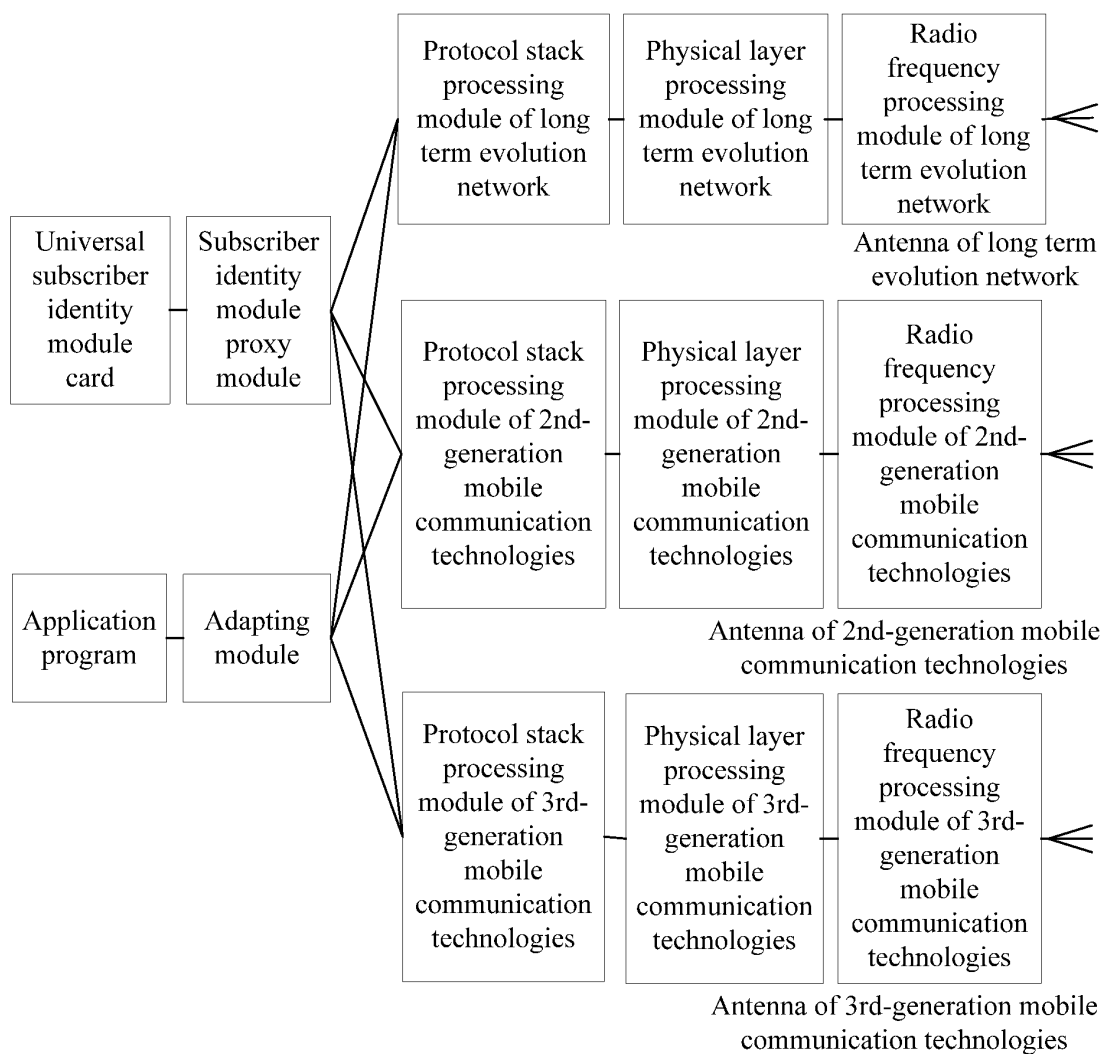 Protocol stack
processing
module of long
term evolution
network
Physical layer
processing
module of long
term evolution
network
Radio
frequency
processing
module of long
term evolution
network
Antenna of long term
evolution network
Universal
subscriber
identity
module
card
Subscriber
identity
module
proxy
module
Protocol stack
processing
module of 2nd-
generation
mobile
communication
technologies
Physical layer
processing
module of 2nd-
generation
mobile
communication
technologies
Radio
frequency
processing
module of 2nd-
generation
mobile
communication
technologies
Antenna of 2nd-generation mobile
communication technologies
Application
program
Adapting
module
Protocol stack
processing
module of 3rd-
generation
mobile
communication
technologies
Physical layer
processing
module of 3rd-
generation
mobile
communication
technologies
Radio
frequency
processing
module of 3rd-
generation
mobile
communication
technologies
Antenna of 3rd-generation mobile
communication technologies